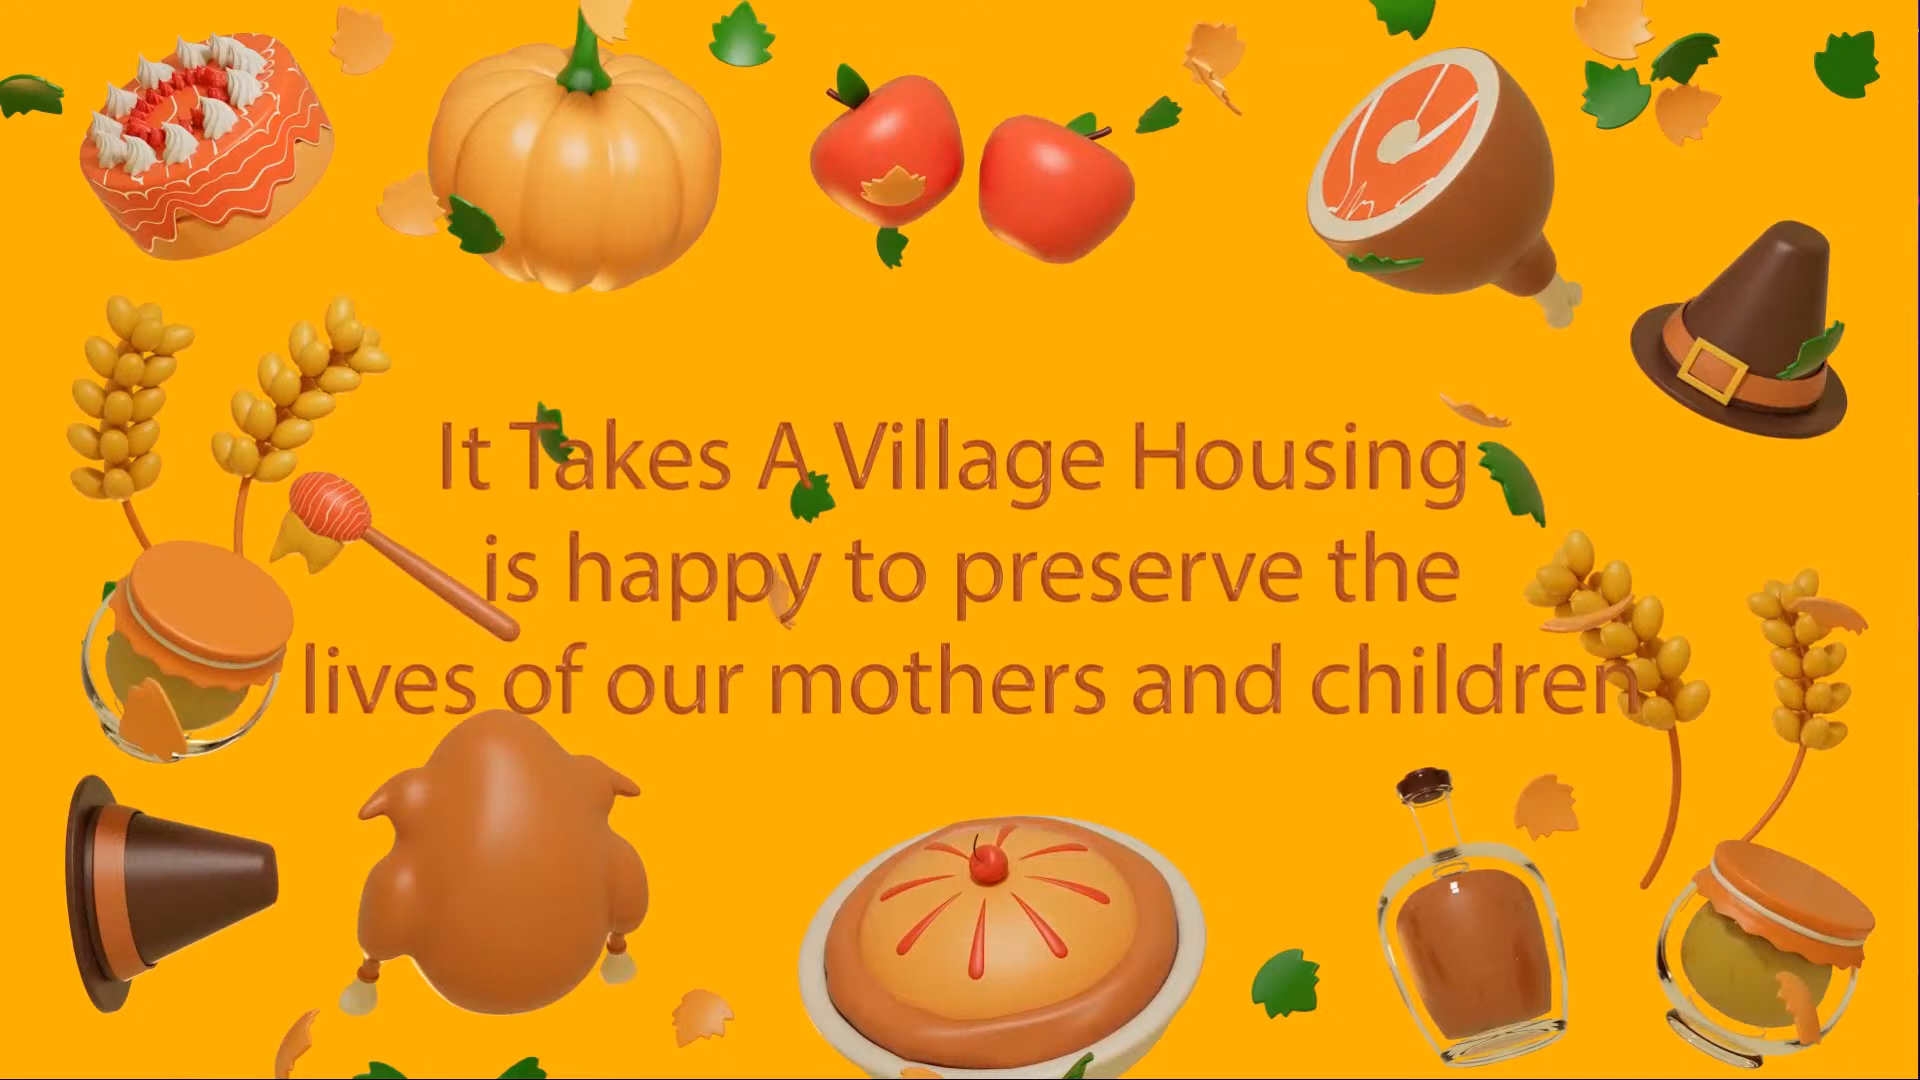 It Takes A Village Housing
is happy to preserve the
lives of our mothers and children